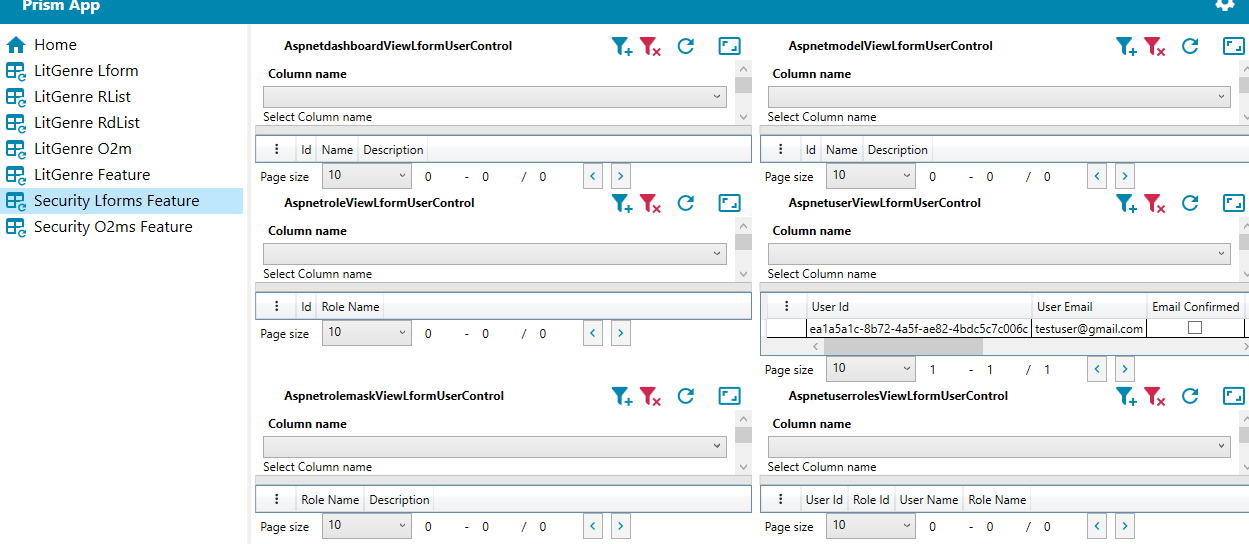 Prism App
Home
LitGenre Lform
LitGenre RList
LitGenre RdList
LitGenre O2m
LitGenre Feature
Security Lforms Feature
Security O2ms Feature
AspnetdashboardViewLformUserControl
Column name
Select Column name
Id Name Description
Page size 10 0 - 0 / 0 < >
AspnetmodelViewLformUserControl
Column name
Select Column name
Id Name Description
Page size 10 0 - 0 / 0 < >
AspnetroleViewLformUserControl
Column name
Select Column name
Id Role Name
Page size 10 0 - 0 / 0 < >
AspnetuserViewLformUserControl
Column name
Select Column name
User Id User Email Email Confirmed
ea1a5a1c-8b72-4a5f-ae82-4bdc5c7c006c testuser@gmail.com
Page size 10 1 - 1 / 1 < >
AspnetrolemaskViewLformUserControl
Column name
Select Column name
Role Name Description
Page size 10 0 - 0 / 0 < >
AspnetuserrolesViewLformUserControl
Column name
Select Column name
User Id Role Id User Name Role Name
Page size 10 0 - 0 / 0 < >